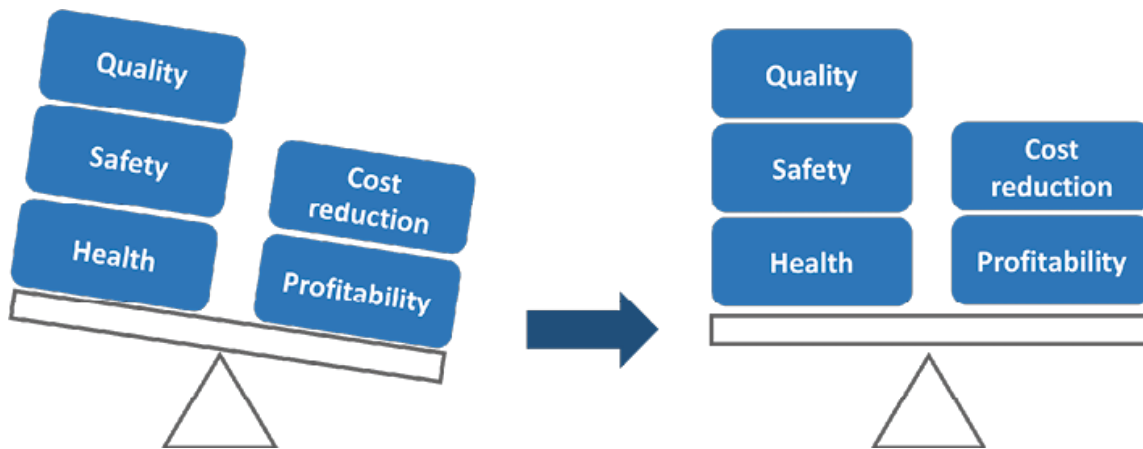 Quality
Safety
Health
Cost
reduction
Profitability
Quality
Safety
Health
Cost
reduction
Profitability